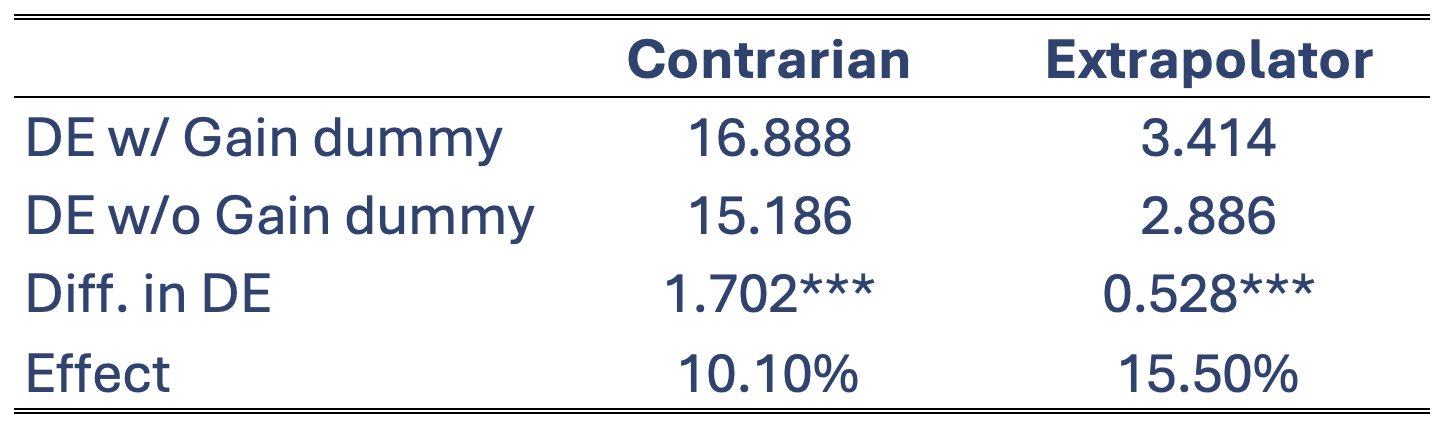 Contrarian Extrapolator
DE w/ Gain dummy 16.888 3.414
DE w/o Gain dummy 15.186 2.886
Diff. in DE 1.702*** 0.528***
Effect 10.10% 15.50%